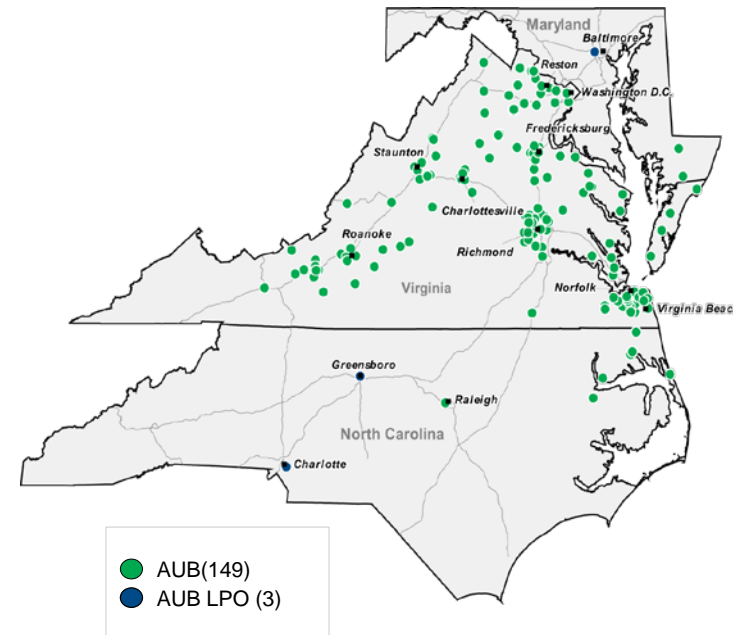 Maryland
Baltimore
Reston
Washington D.C.
Fredericksburg
Staunton
Charlottesville
Roanoke
Richmond
Virginia
Norfolk
Virginia Beac
Greensboro
Raleigh
North Carolina
Charlotte
AUB(149)
AUB LPO (3)